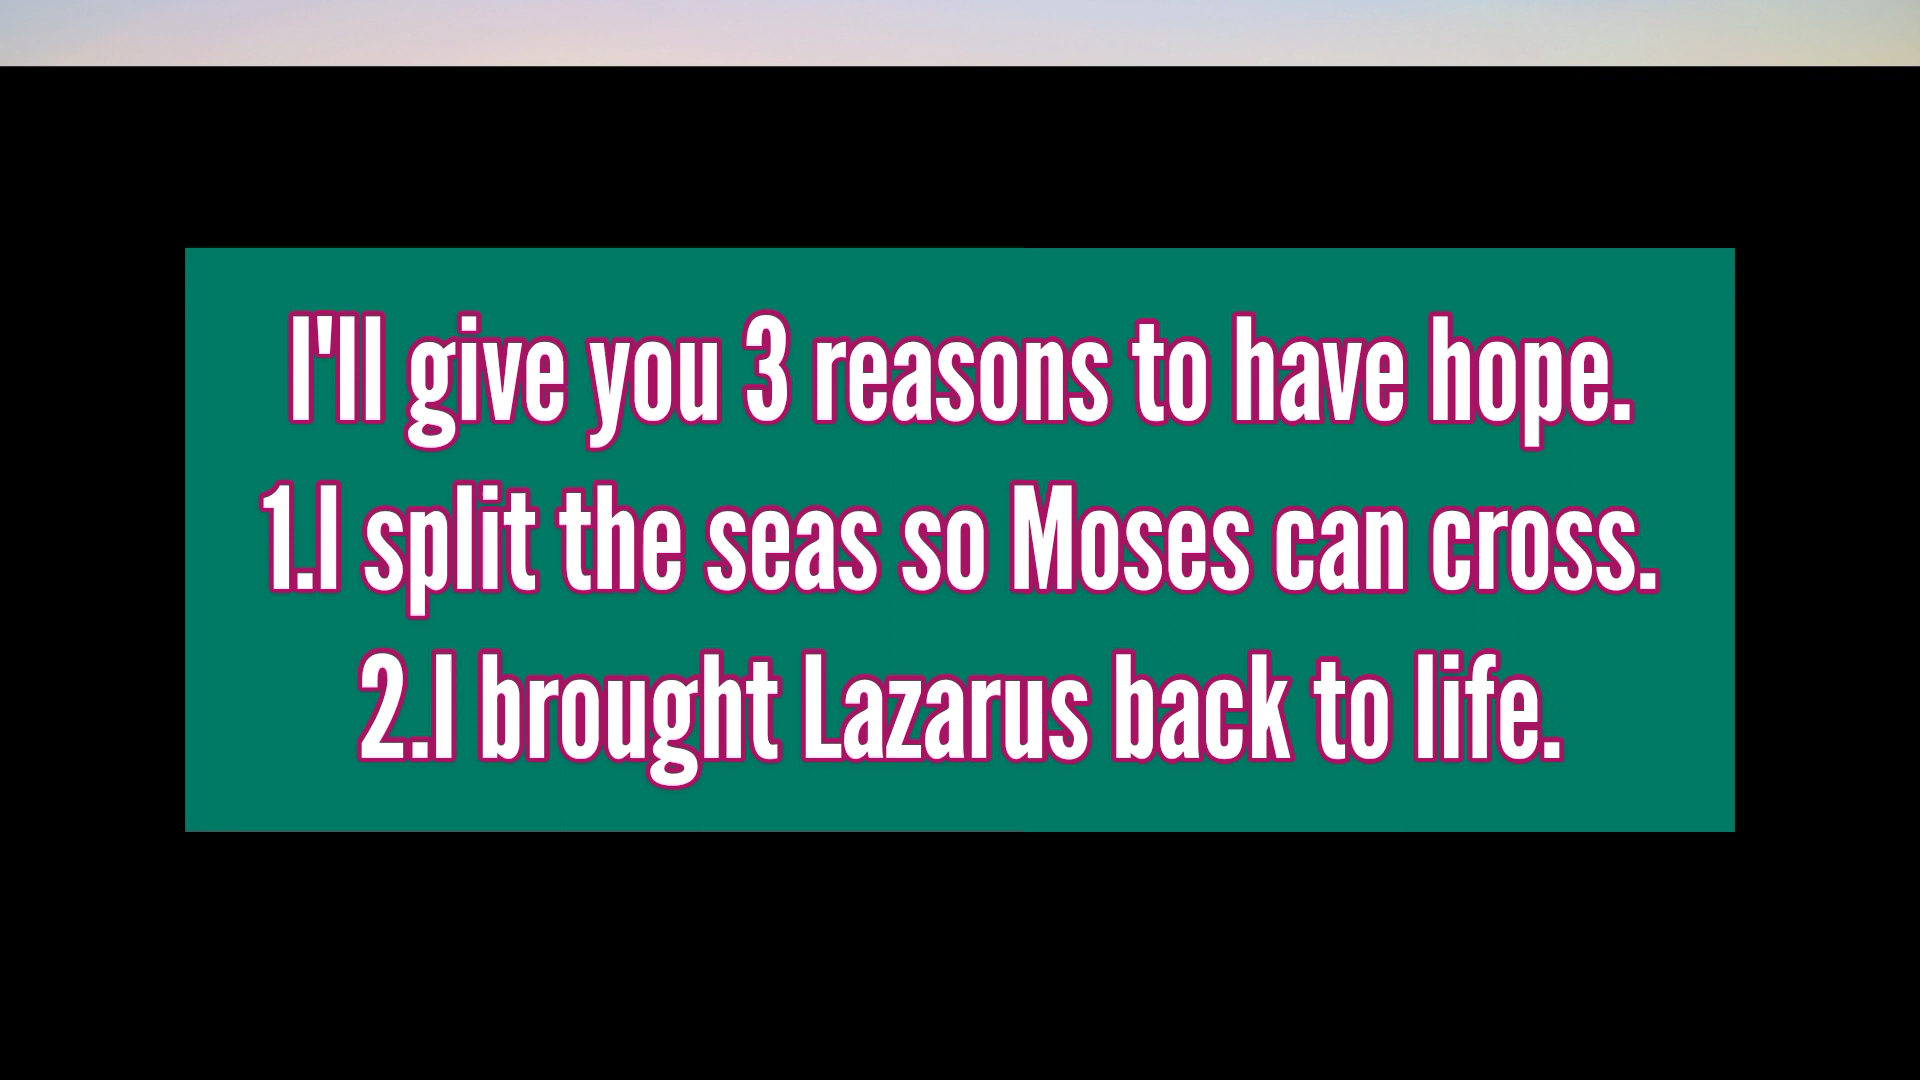 I"ll give you 3 reasons to have hope.
1.I split the seas so Moses can cross.
2.I brought Lazarus back to life.